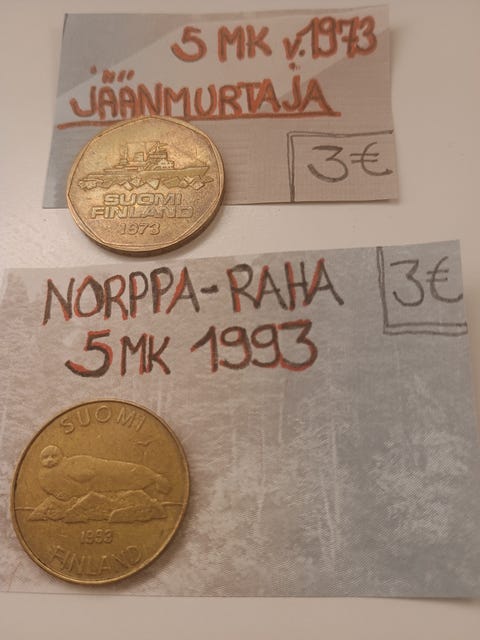 5 MK v.1973
JÄÄNMURTAJA
3€
SUOMI
FINLAND
1973
NORPPA-RAHA
3€
5 MK 1993
SUOMI
1993
FINLAND